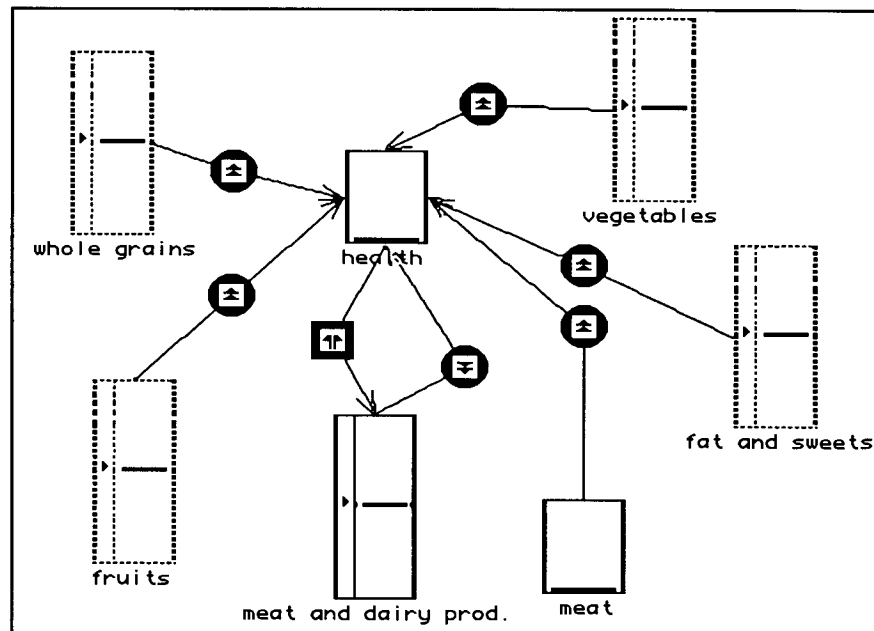 vegetables
whole grains
health
fat and sweets
fruits
meat and dairy prod.
meat